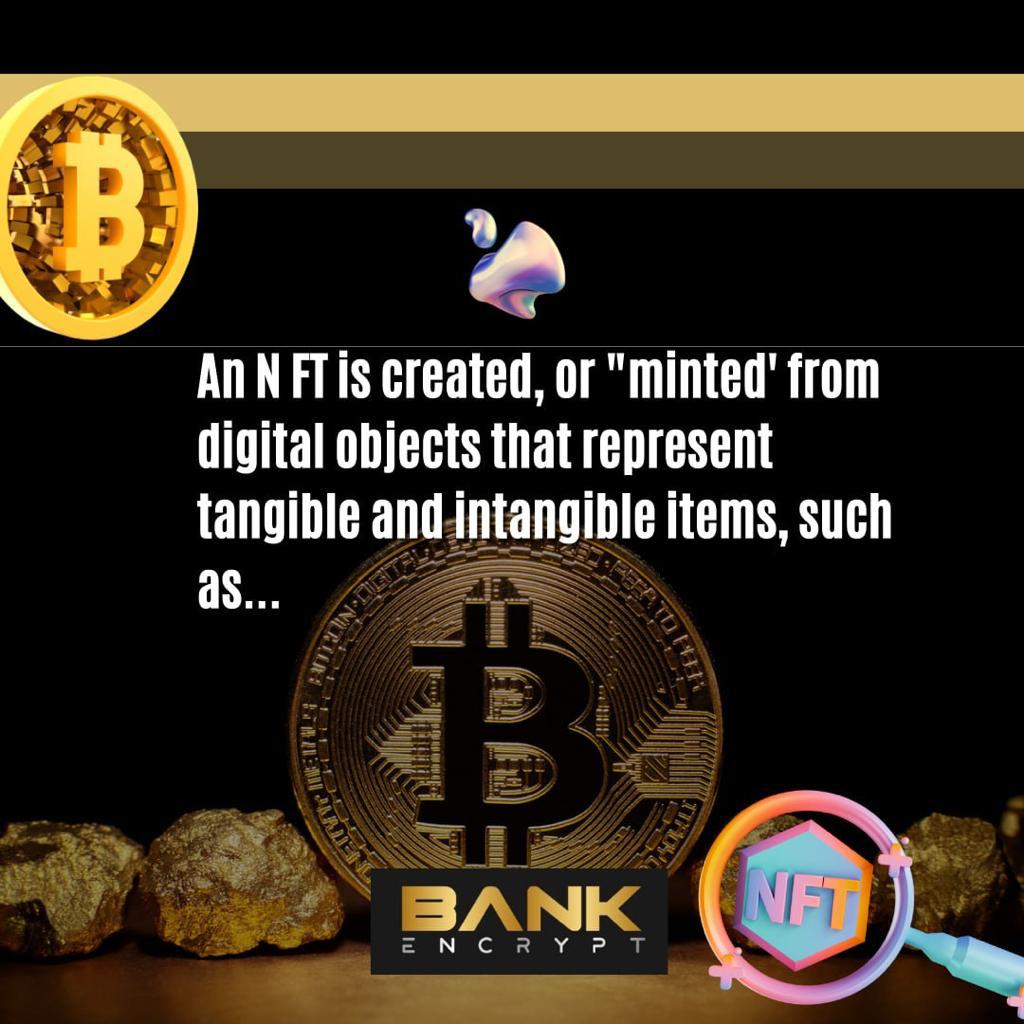 An N FT is created, or "minted' from
digital objects that represent
tangible and intangible items, such
as...
BANK
ENCRYPT
NFT